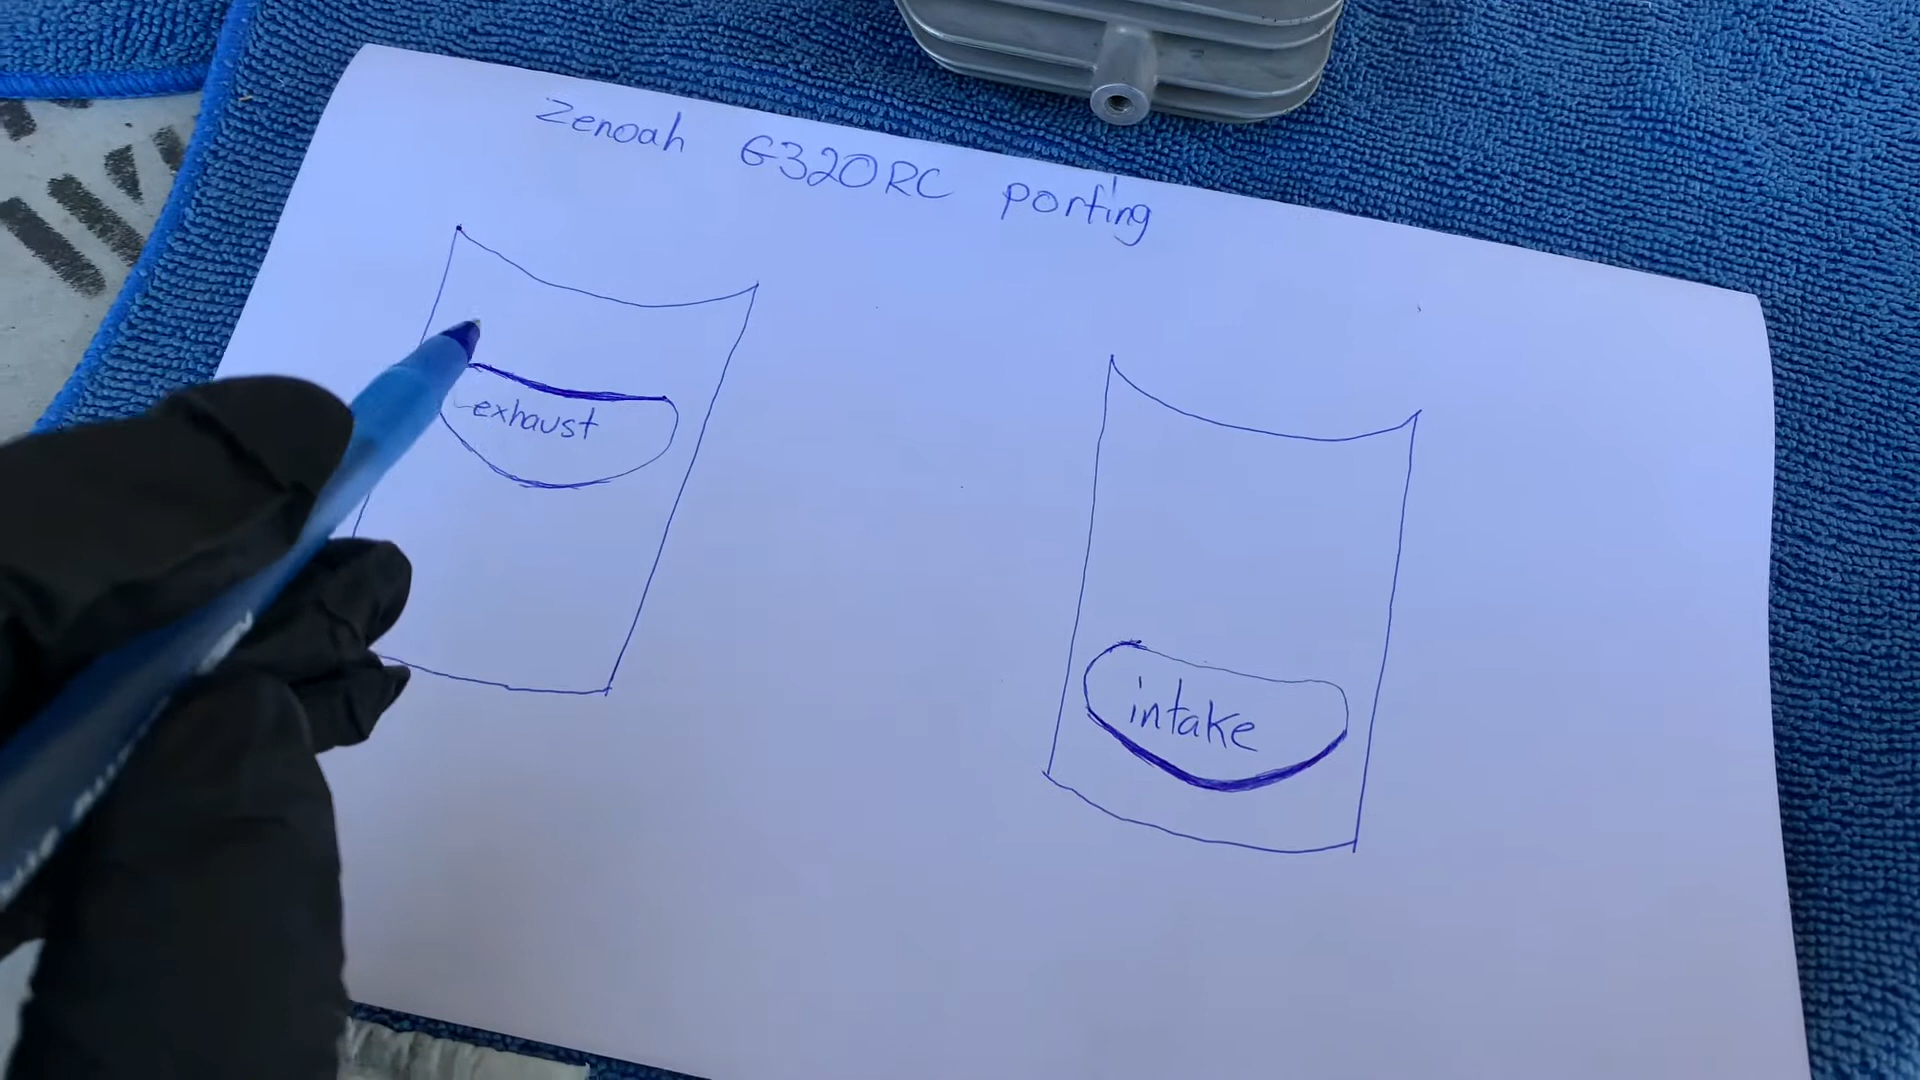 Zenoah G320RC porting
exhaust
intake